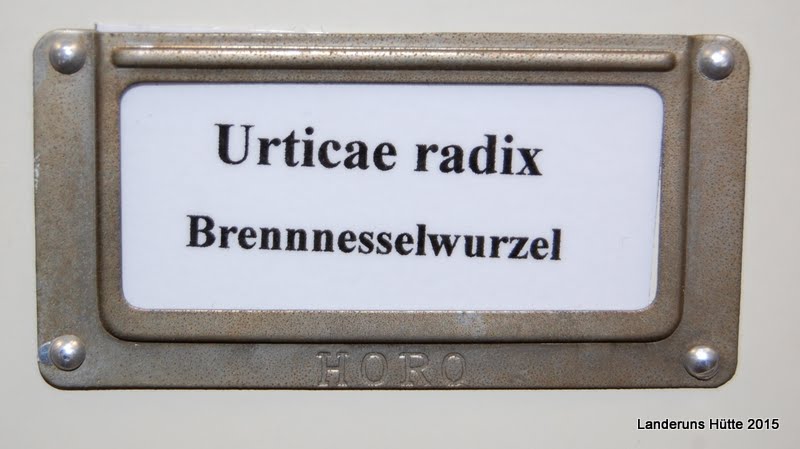 Urticae radix
Brennnesselwurzel
HORO
Landeruns Hütte 2015